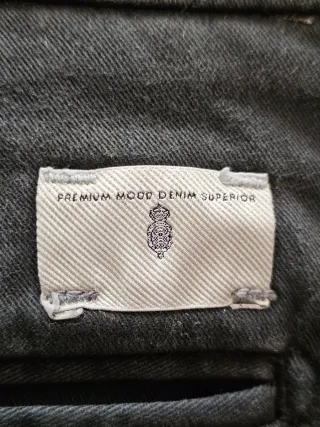 PREMIUM MOOD DENIM SUPERIOR